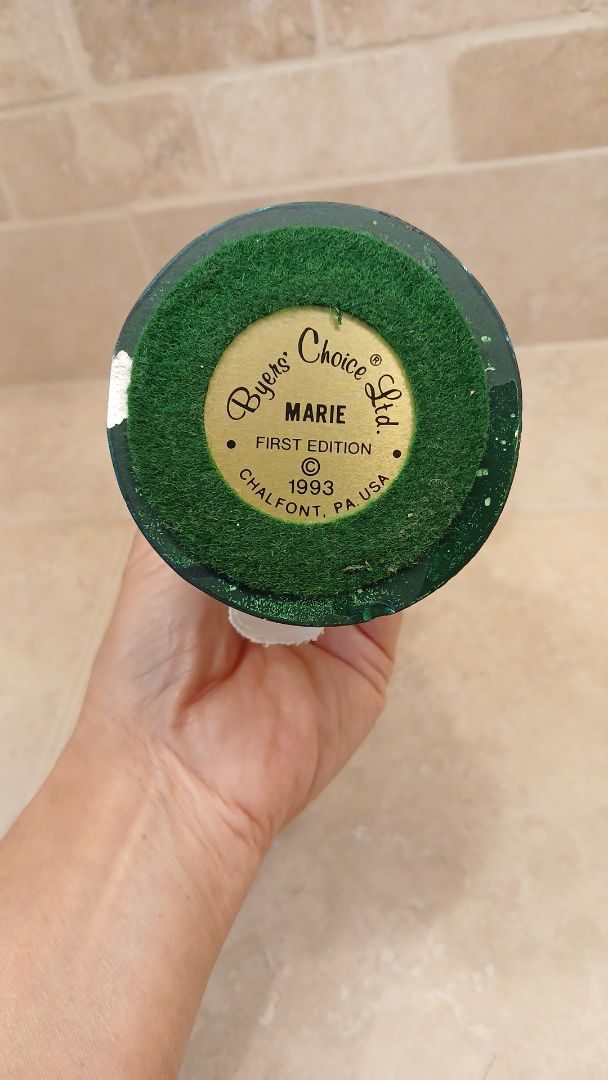 Byers' Choice® Ltd.
MARIE
• FIRST EDITION •
©
1993
CHALFONT, PA. USA